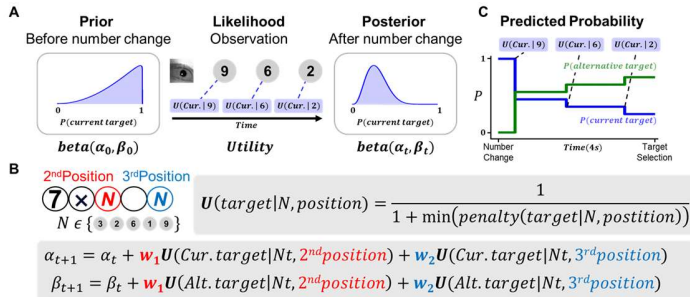 A
Prior
Before number change
Likelihood
Observation
Posterior
After number change
9
6
2
0
1
P(current target)
U(Cur.|9)
U(Cur.|6)
U(Cur.|2)
Time
0
1
P(current target)
beta(α₀,β₀)
Utility
beta(αₜ,βₜ)
C
Predicted Probability
U(Cur.|9)
U(Cur.|6)
U(Cur.|2)
1
P(alternative target)
P
P(current target)
0
Number Change
Time(4s)
Target Selection
B
2ⁿᵈPosition
3ʳᵈPosition
7 × N N
N ϵ {3 2 6 1 9}
U(target|N,position) = 1 / 1 + min(penalty(target|N,postition))
αₜ₊₁ = αₜ + w₁U(Cur.target|Nt,2ⁿᵈposition) + w₂U(Cur.target|Nt,3ʳᵈposition)
βₜ₊₁ = βₜ + w₁U(Alt.target|Nt,2ⁿᵈposition) + w₂U(Alt.target|Nt,3ʳᵈposition)